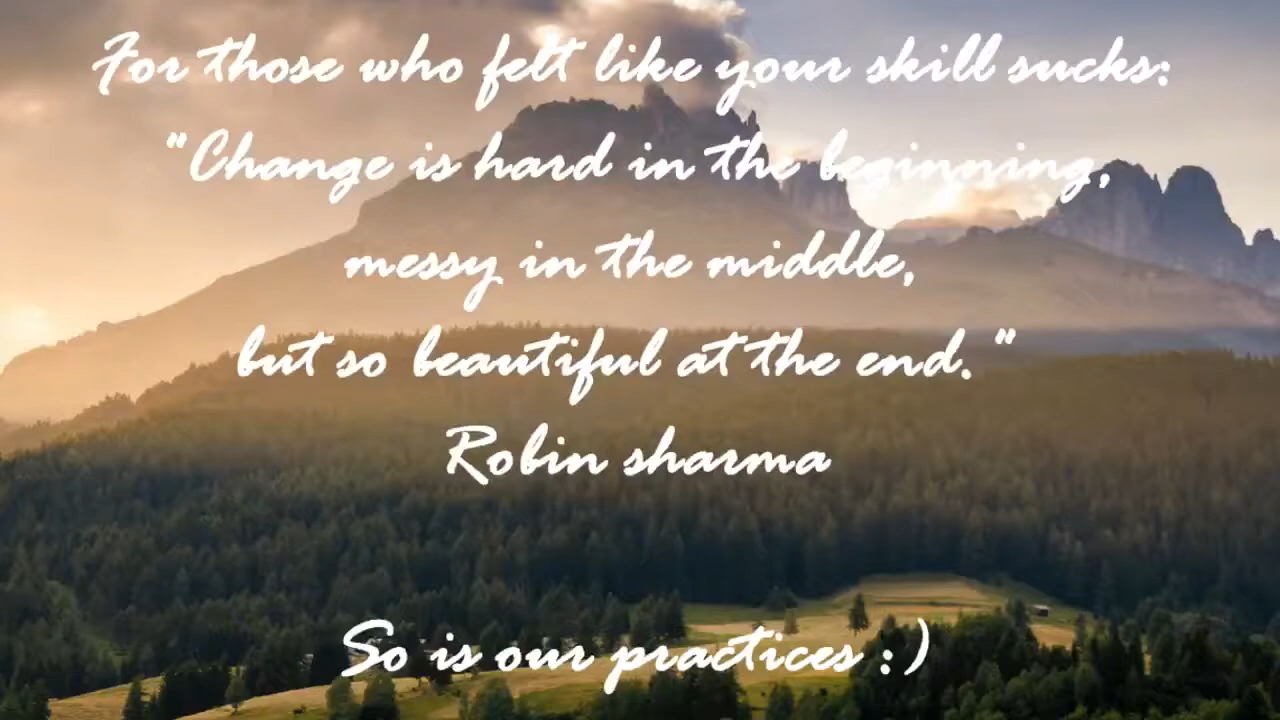 For those who felt like your skill sucks:
"Change is hard in the beginning,
messy in the middle,
but so beautiful at the end."
Robin sharma
So is our practices :)